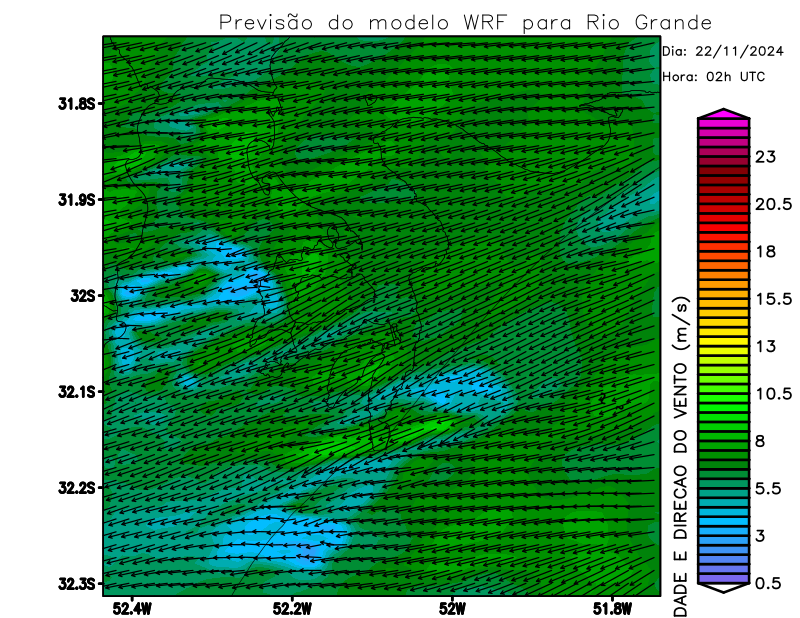 Previsão do modelo WRF para Rio Grande
Dia: 22/11/2024
Hora: 02h UTC
31.8S
31.9S
32S
32.1S
32.2S
32.3S
52.4W
52.2W
52W
51.8W
23
20.5
18
15.5
13
10.5
8
5.5
3
0.5
DADE E DIRECAO DO VENTO (m/s)